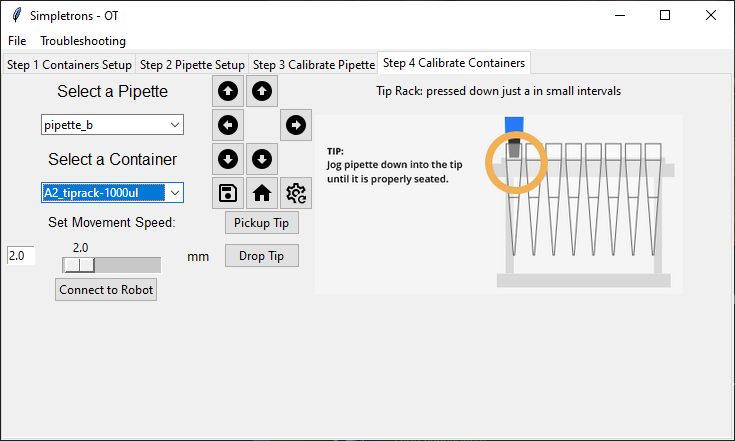 Simpletrons - OT
File Troubleshooting
Step 1 Containers Setup Step 2 Pipette Setup Step 3 Calibrate Pipette Step 4 Calibrate Containers
Select a Pipette
pipette_b
Select a Container
A2_tiprack-1000ul
Set Movement Speed:
2.0
2.0
mm
Connect to Robot
Pickup Tip
Drop Tip
Tip Rack: pressed down just a in small intervals
TIP:
Jog pipette down into the tip
until it is properly seated.